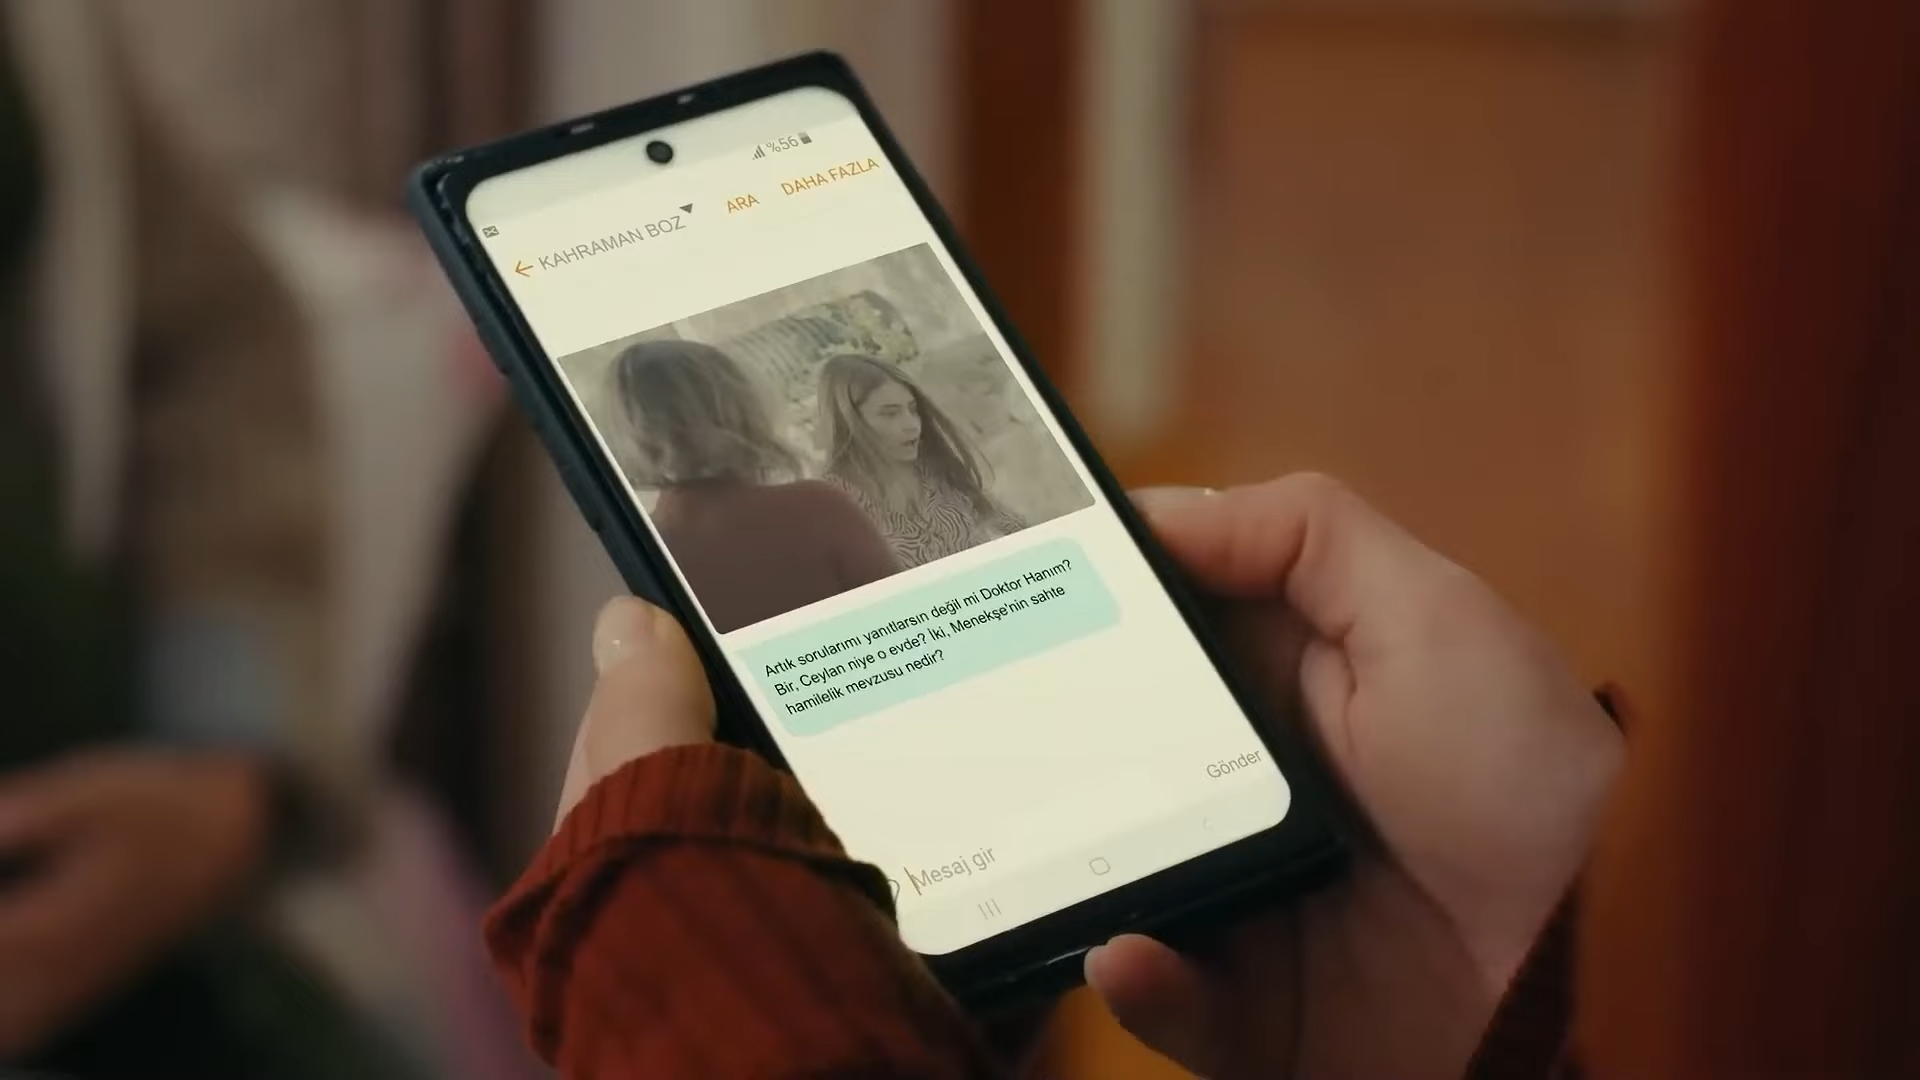 %56
KAHRAMAN BOZ
ARA
DAHA FAZLA
Artık sorularımı yanıtlarsın değil mi Doktor Hanım?
Bir, Ceylan niye o evde? İki, Menekşe'nin sahte
hamilelik mevzusu nedir?
Gönder
Mesaj gir